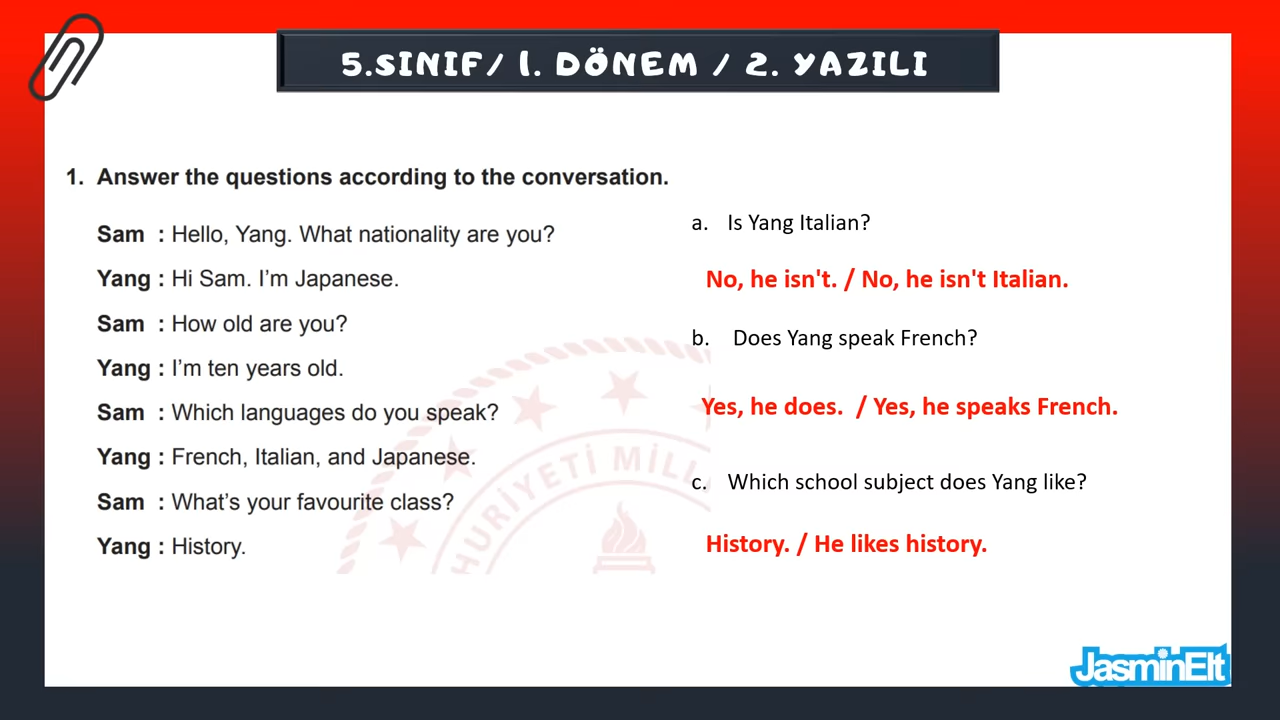 5.SINIF/ 1. DÖNEM / 2. YAZILI
1. Answer the questions according to the conversation.
Sam : Hello, Yang. What nationality are you?
Yang : Hi Sam. I'm Japanese.
Sam : How old are you?
Yang : I'm ten years old.
Sam : Which languages do you speak?
Yang : French, Italian, and Japanese.
Sam : What's your favourite class?
Yang : History.
a. Is Yang Italian?
No, he isn't. / No, he isn't Italian.
b. Does Yang speak French?
Yes, he does. / Yes, he speaks French.
c. Which school subject does Yang like?
History. / He likes history.
HURİYETİ MİLL
JasminElt